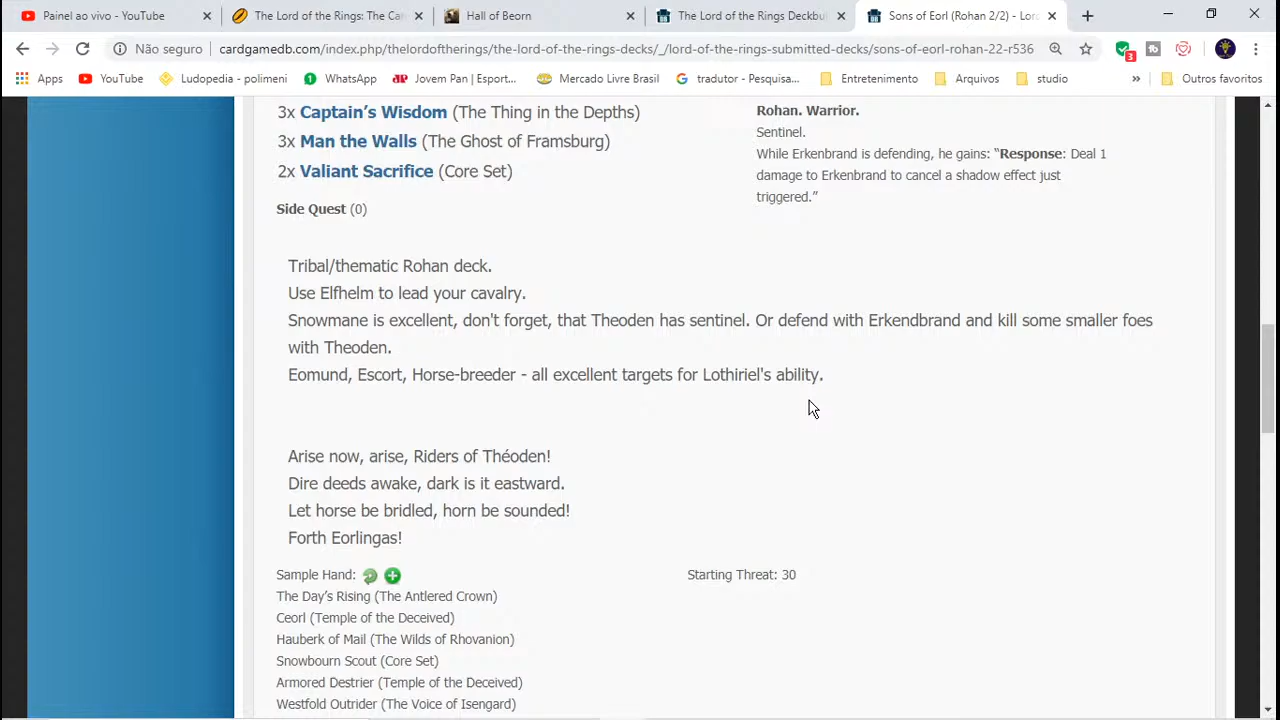 Painel ao vivo - YouTube
The Lord of the Rings: The Car
Hall of Beorn
The Lord of the Rings Deckbui
Sons of Eorl (Rohan 2/2) - Lor
Não seguro
cardgamedb.com/index.php/thelordoftherings/the-lord-of-the-rings-decks/_/lord-of-the-rings-submitted-decks/sons-of-eorl-rohan-22-r536
3
Apps
YouTube
Ludopedia - polimeni
WhatsApp
Jovem Pan | Esport...
Mercado Livre Brasil
tradutor - Pesquisa...
Entretenimento
Arquivos
studio
»
Outros favoritos
3x Captain's Wisdom (The Thing in the Depths)
3x Man the Walls (The Ghost of Framsburg)
2x Valiant Sacrifice (Core Set)
Side Quest (0)
Rohan. Warrior.
Sentinel.
While Erkenbrand is defending, he gains: "Response: Deal 1
damage to Erkenbrand to cancel a shadow effect just
triggered."
Tribal/thematic Rohan deck.
Use Elfhelm to lead your cavalry.
Snowmane is excellent, don't forget, that Theoden has sentinel. Or defend with Erkendbrand and kill some smaller foes
with Theoden.
Eomund, Escort, Horse-breeder - all excellent targets for Lothiriel's ability.
Arise now, arise, Riders of Théoden!
Dire deeds awake, dark is it eastward.
Let horse be bridled, horn be sounded!
Forth Eorlingas!
Sample Hand:
Starting Threat: 30
The Day's Rising (The Antlered Crown)
Ceorl (Temple of the Deceived)
Hauberk of Mail (The Wilds of Rhovanion)
Snowbourn Scout (Core Set)
Armored Destrier (Temple of the Deceived)
Westfold Outrider (The Voice of Isengard)